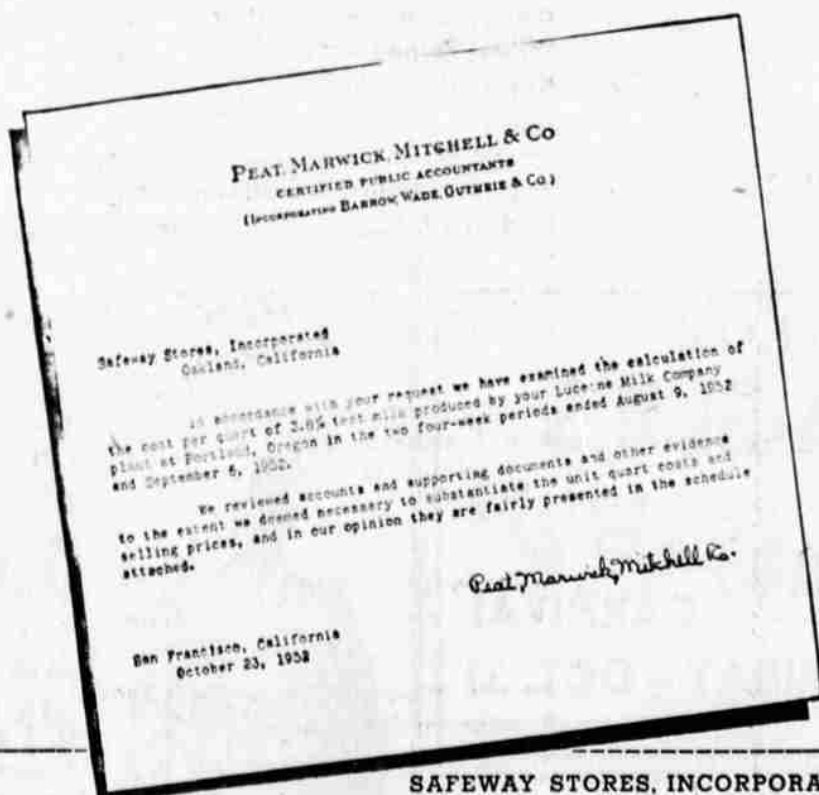 PEAT, MARWICK, MITCHELL & CO
CERTIFIED PUBLIC ACCOUNTANTS
(INCORPORATING BARROW, WADE, GUTHRIE & CO.)
Safeway Stores, Incorporated
Oakland, California
In accordance with your request we have examined the calculation of
the cost per quart of 3.8% test milk produced by your Lucerne Milk Company
plant at Portland, Oregon in the two four-week periods ended August 9, 1952
and September 6, 1952.
We reviewed accounts and supporting documents and other evidence
to the extent we deemed necessary to substantiate the unit quart costs and
selling prices, and in our opinion they are fairly presented in the schedule
attached.
Peat, Marwick, Mitchell & Co.
San Francisco, California
October 23, 1952
SAFEWAY STORES, INCORPORA